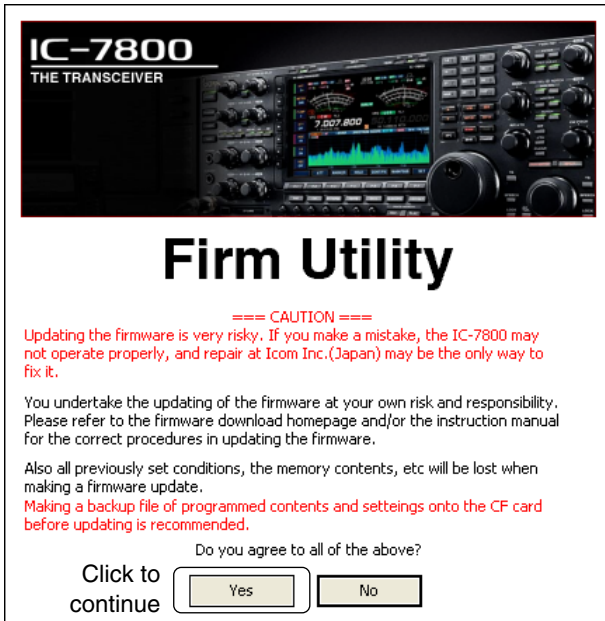 IC-7800
THE TRANSCEIVER
7.007.800
Firm Utility
=== CAUTION ===
Updating the firmware is very risky. If you make a mistake, the IC-7800 may
not operate properly, and repair at Icom Inc.(Japan) may be the only way to
fix it.
You undertake the updating of the firmware at your own risk and responsibility.
Please refer to the firmware download homepage and/or the instruction manual
for the correct procedures in updating the firmware.
Also all previously set conditions, the memory contents, etc will be lost when
making a firmware update.
Making a backup file of programmed contents and setteings onto the CF card
before updating is recommended.
Do you agree to all of the above?
Click to
continue
Yes
No